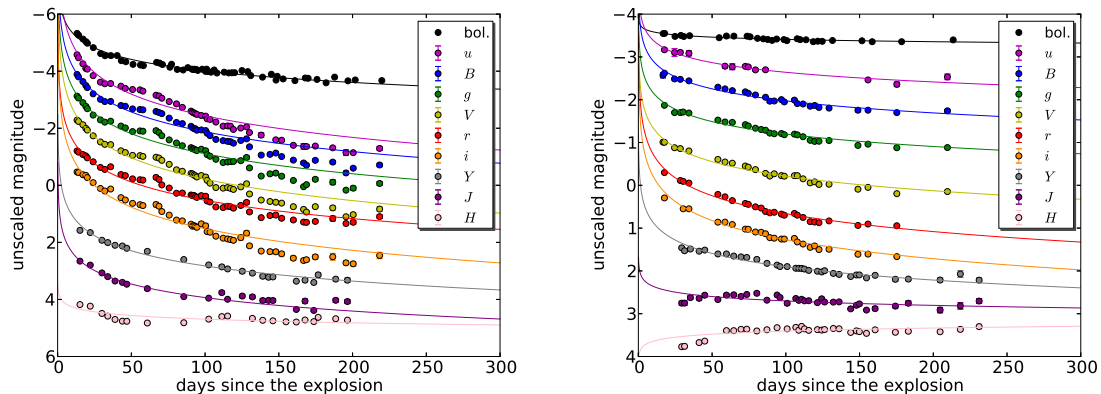 −6
−4
−2
0
2
4
6
unscaled magnitude
0 50 100 150 200 250 300
days since the explosion
bol.
u
B
g
V
r
i
Y
J
H
−4
−3
−2
−1
0
1
2
3
4
unscaled magnitude
0 50 100 150 200 250 300
days since the explosion
bol.
u
B
g
V
r
i
Y
J
H